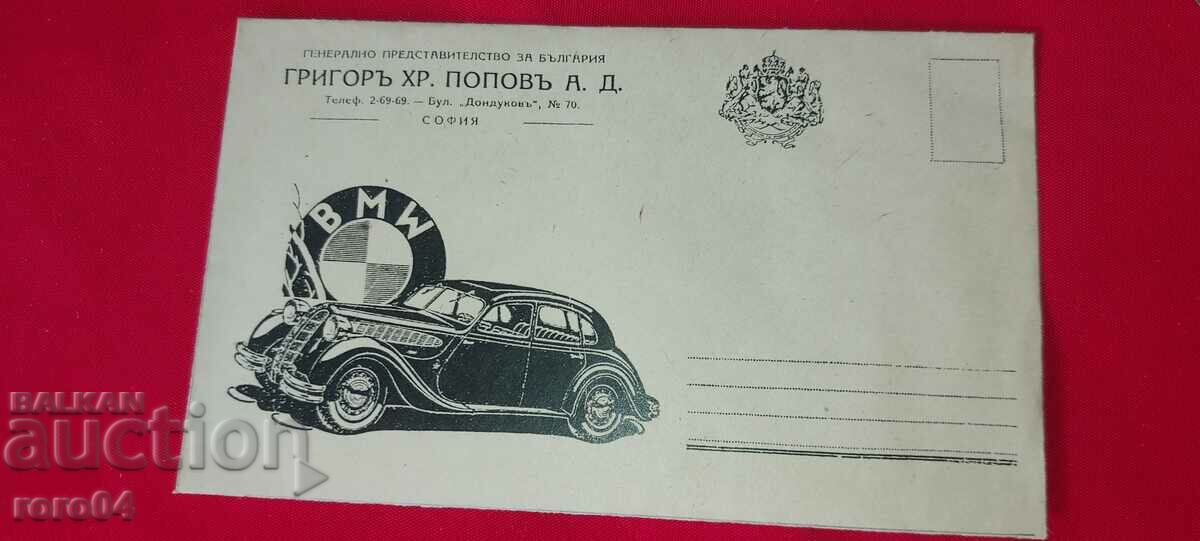 ГЕНЕРАЛНО ПРЕДСТАВИТЕЛСТВО ЗА БЪЛГАРИЯ
ГРИГОРЪ ХР. ПОПОВЪ А. Д.
Телеф. 2-69-69. — Бул. „Дондуковъ“, № 70.
СОФИЯ
BMW
BALKAN
auction
roro04